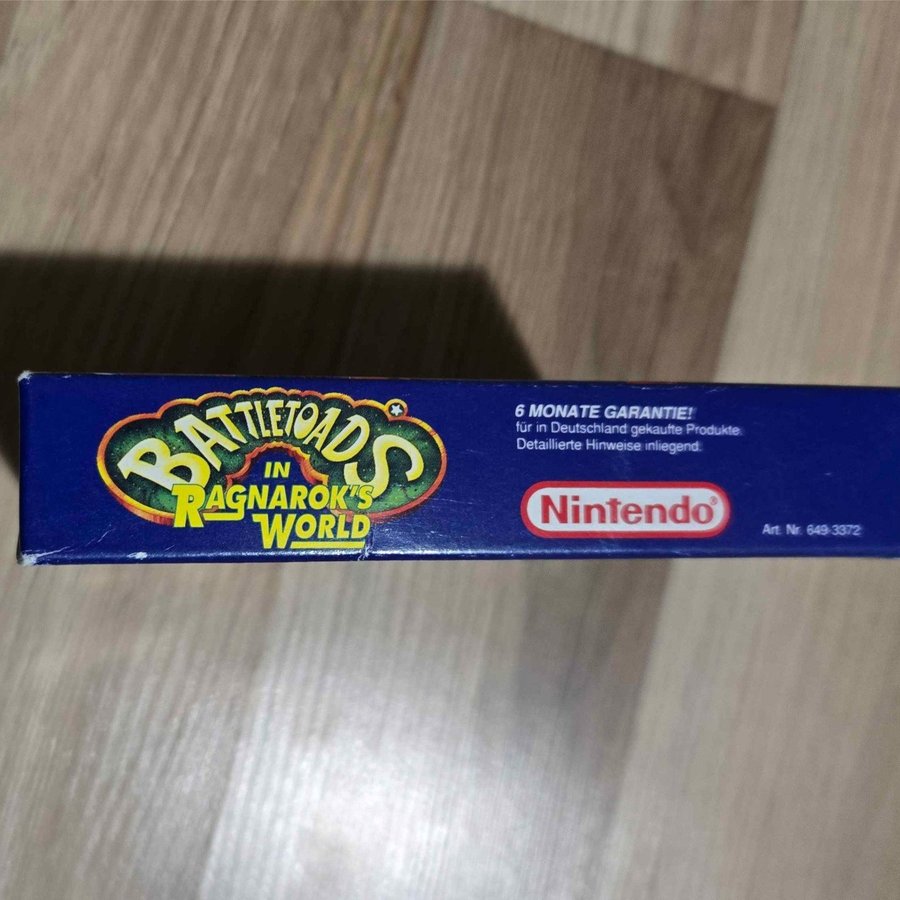 BATTLETOADS
IN
RAGNAROK'S
WORLD
6 MONATE GARANTIE!
für in Deutschland gekaufte Produkte.
Detaillierte Hinweise inliegend.
Nintendo®
Art. Nr. 649-3372